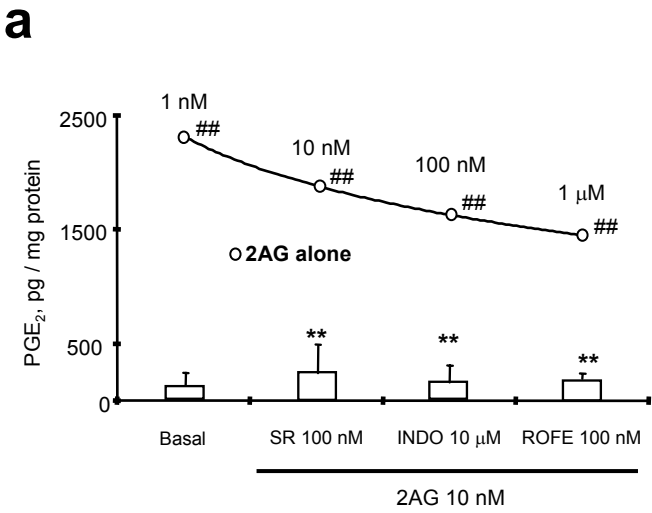 a
1 nM
2500
##
10 nM
##
100 nM
##
1 μM
##
1500
2AG alone
PGE2, pg / mg protein
500
**
**
**
0
Basal
SR 100 nM
INDO 10 μM
ROFE 100 nM
2AG 10 nM